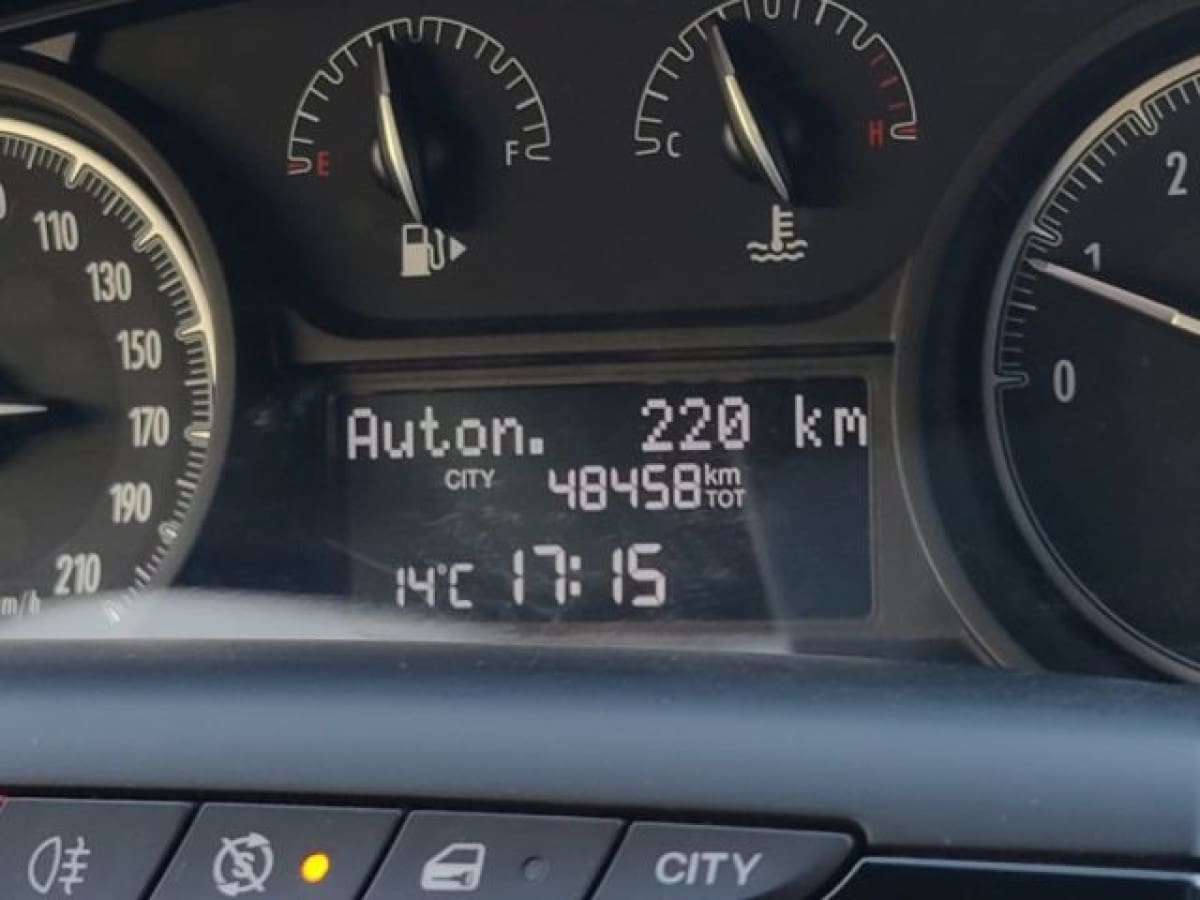 E
F
C
H
110
130
150
170
190
210
2
1
0
Auton. 220 km
CITY 48458 km TOT
14°C 17:15
CITY